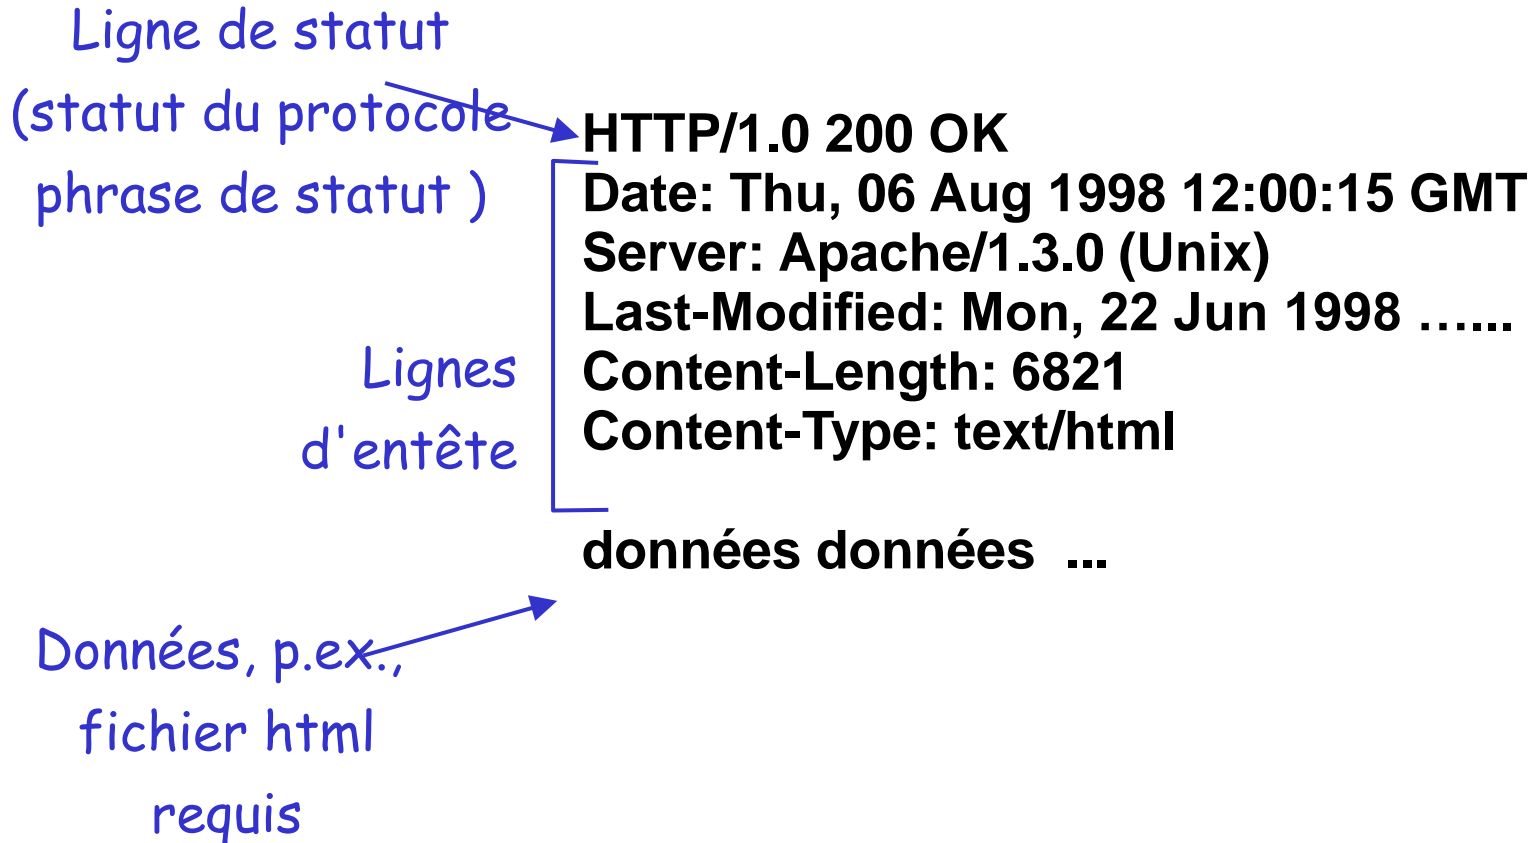 Ligne de statut
(statut du protocole
phrase de statut )
HTTP/1.0 200 OK
Date: Thu, 06 Aug 1998 12:00:15 GMT
Server: Apache/1.3.0 (Unix)
Last-Modified: Mon, 22 Jun 1998 …...
Content-Length: 6821
Content-Type: text/html
Lignes
d'entête
données données  ...
Données, p.ex.,
fichier html
requis